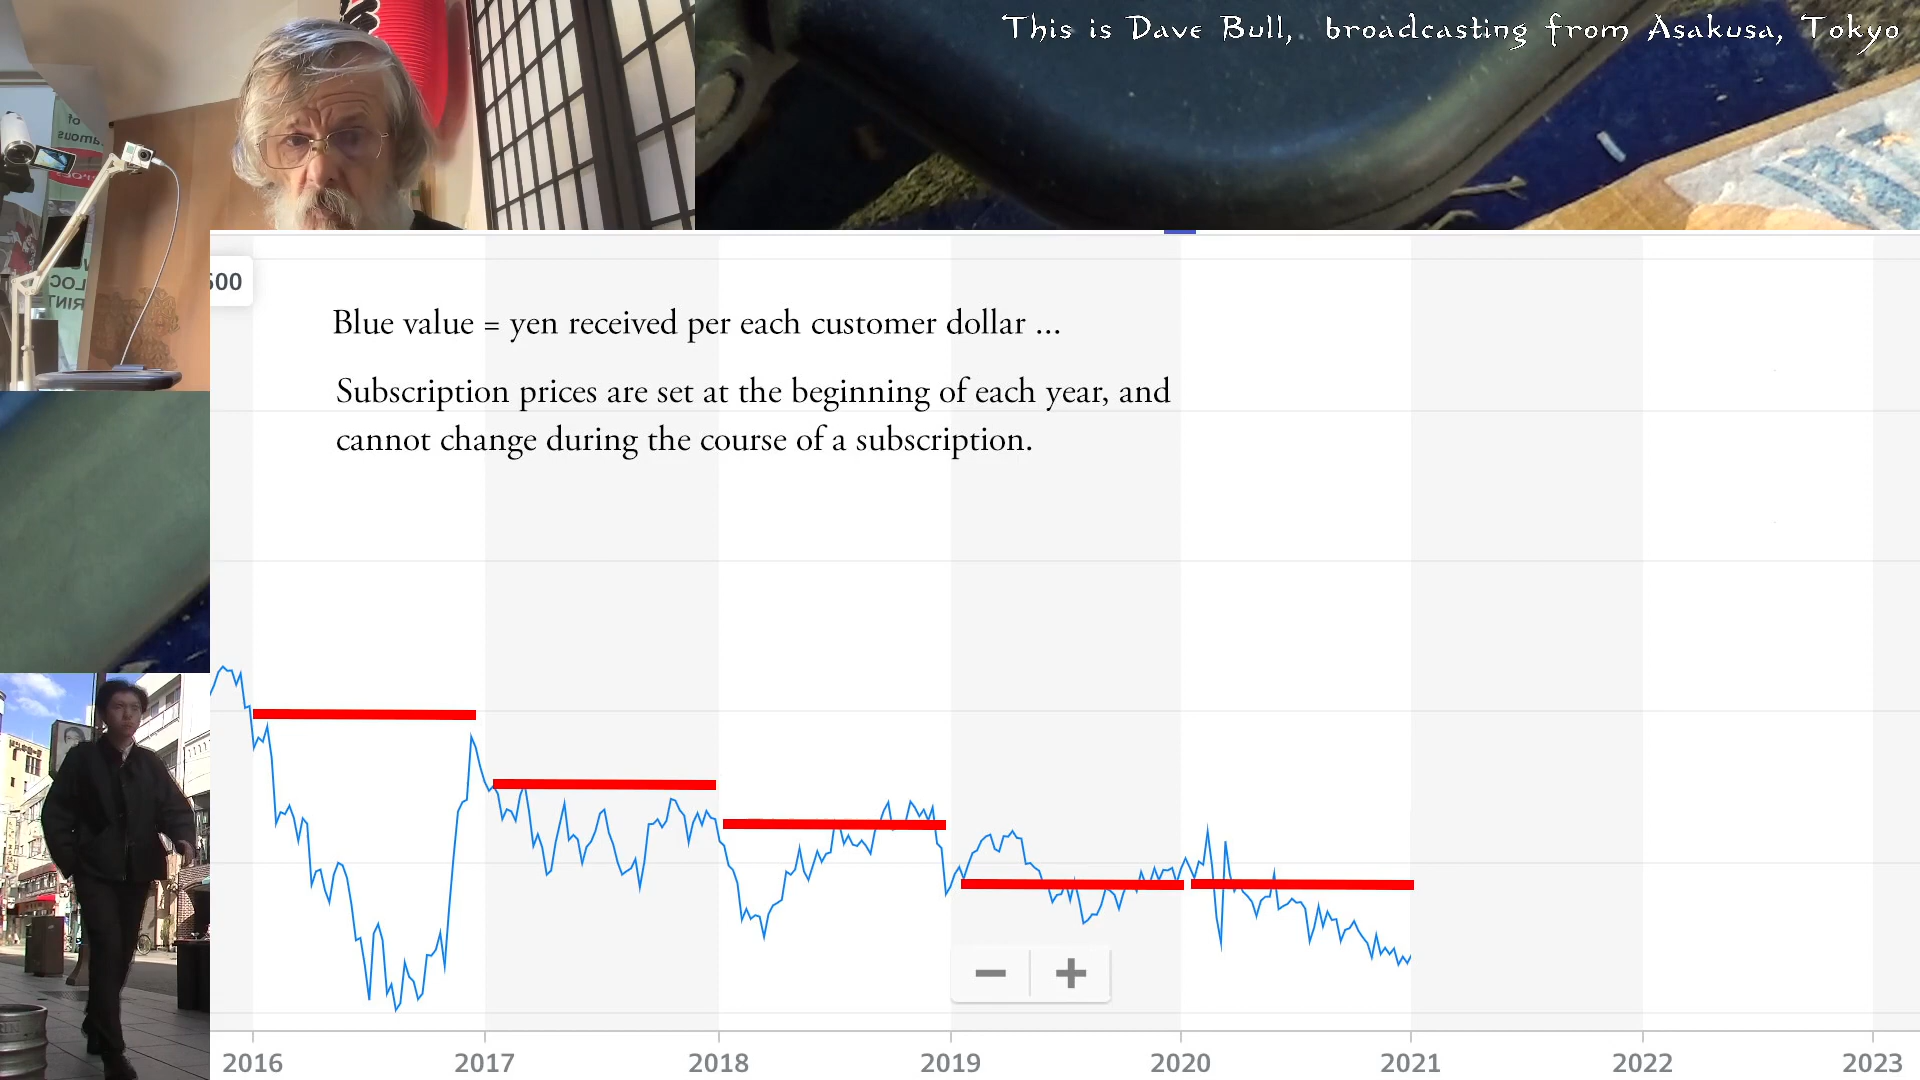 This is Dave Bull, broadcasting from Asakusa, Tokyo
500
Blue value = yen received per each customer dollar ...
Subscription prices are set at the beginning of each year, and
cannot change during the course of a subscription.
2016 2017 2018 2019 2020 2021 2022 2023